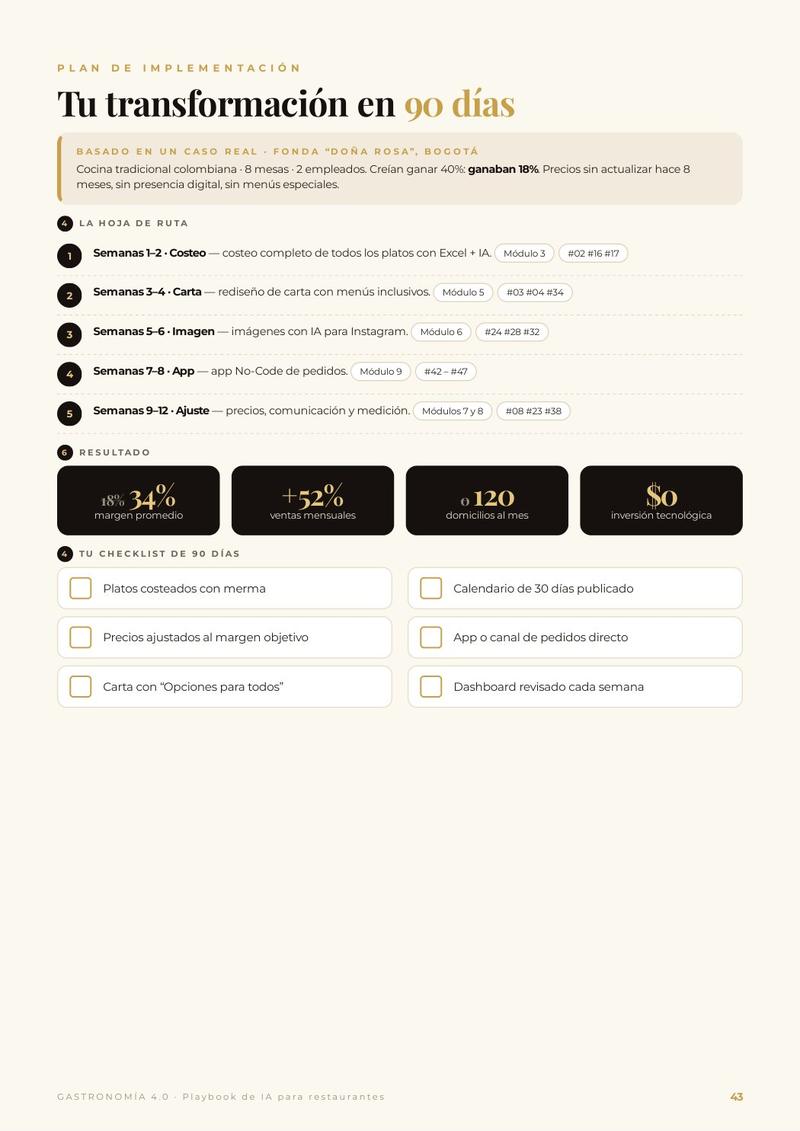 PLAN DE IMPLEMENTACIÓN
Tu transformación en 90 días
BASADO EN UN CASO REAL · FONDA “DOÑA ROSA”, BOGOTÁ
Cocina tradicional colombiana · 8 mesas · 2 empleados. Creían ganar 40%: ganaban 18%. Precios sin actualizar hace 8
meses, sin presencia digital, sin menús especiales.
4 LA HOJA DE RUTA
1 Semanas 1–2 · Costeo — costeo completo de todos los platos con Excel + IA. Módulo 3 #02 #16 #17
2 Semanas 3–4 · Carta — rediseño de carta con menús inclusivos. Módulo 5 #03 #04 #34
3 Semanas 5–6 · Imagen — imágenes con IA para Instagram. Módulo 6 #24 #28 #32
4 Semanas 7–8 · App — app No-Code de pedidos. Módulo 9 #42 – #47
5 Semanas 9–12 · Ajuste — precios, comunicación y medición. Módulos 7 y 8 #08 #23 #38
6 RESULTADO
18% 34% +52% 0 120 $0
margen promedio ventas mensuales domicilios al mes inversión tecnológica
4 TU CHECKLIST DE 90 DÍAS
Platos costeados con merma Calendario de 30 días publicado
Precios ajustados al margen objetivo App o canal de pedidos directo
Carta con “Opciones para todos” Dashboard revisado cada semana
GASTRONOMÍA 4.0 · Playbook de IA para restaurantes 43